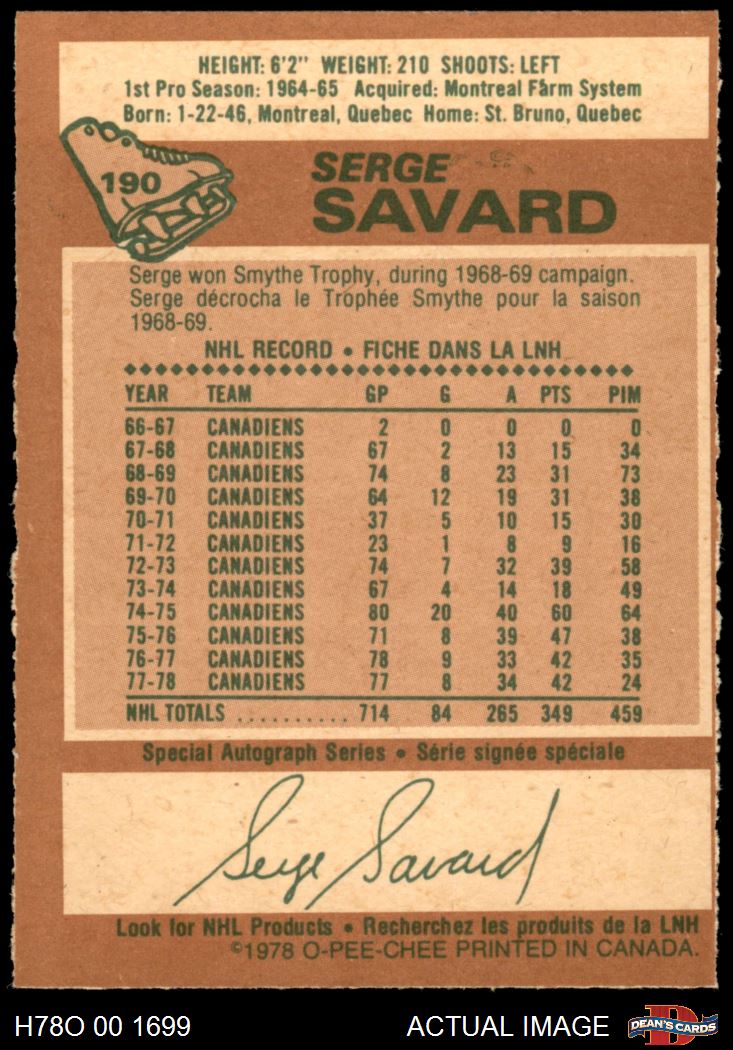 HEIGHT: 6'2" WEIGHT: 210 SHOOTS: LEFT
1st Pro Season: 1964-65 Acquired: Montreal Farm System
Born: 1-22-46, Montreal, Quebec Home: St. Bruno, Quebec
190
SERGE
SAVARD
Serge won Smythe Trophy, during 1968-69 campaign.
Serge décrocha le Trophée Smythe pour la saison
1968-69.
NHL RECORD • FICHE DANS LA LNH
YEAR TEAM GP G A PTS PIM
66-67 CANADIENS 2 0 0 0 0
67-68 CANADIENS 67 2 13 15 34
68-69 CANADIENS 74 8 23 31 73
69-70 CANADIENS 64 12 19 31 38
70-71 CANADIENS 37 5 10 15 30
71-72 CANADIENS 23 1 8 9 16
72-73 CANADIENS 74 7 32 39 58
73-74 CANADIENS 67 4 14 18 49
74-75 CANADIENS 80 20 40 60 64
75-76 CANADIENS 71 8 39 47 38
76-77 CANADIENS 78 9 33 42 35
77-78 CANADIENS 77 8 34 42 24
NHL TOTALS .......... 714 84 265 349 459
Special Autograph Series • Série signée spéciale
Serge Savard
Look for NHL Products • Recherchez les produits de la LNH
©1978 O-PEE-CHEE PRINTED IN CANADA.
H78O 00 1699 ACTUAL IMAGE DEAN'S CARDS